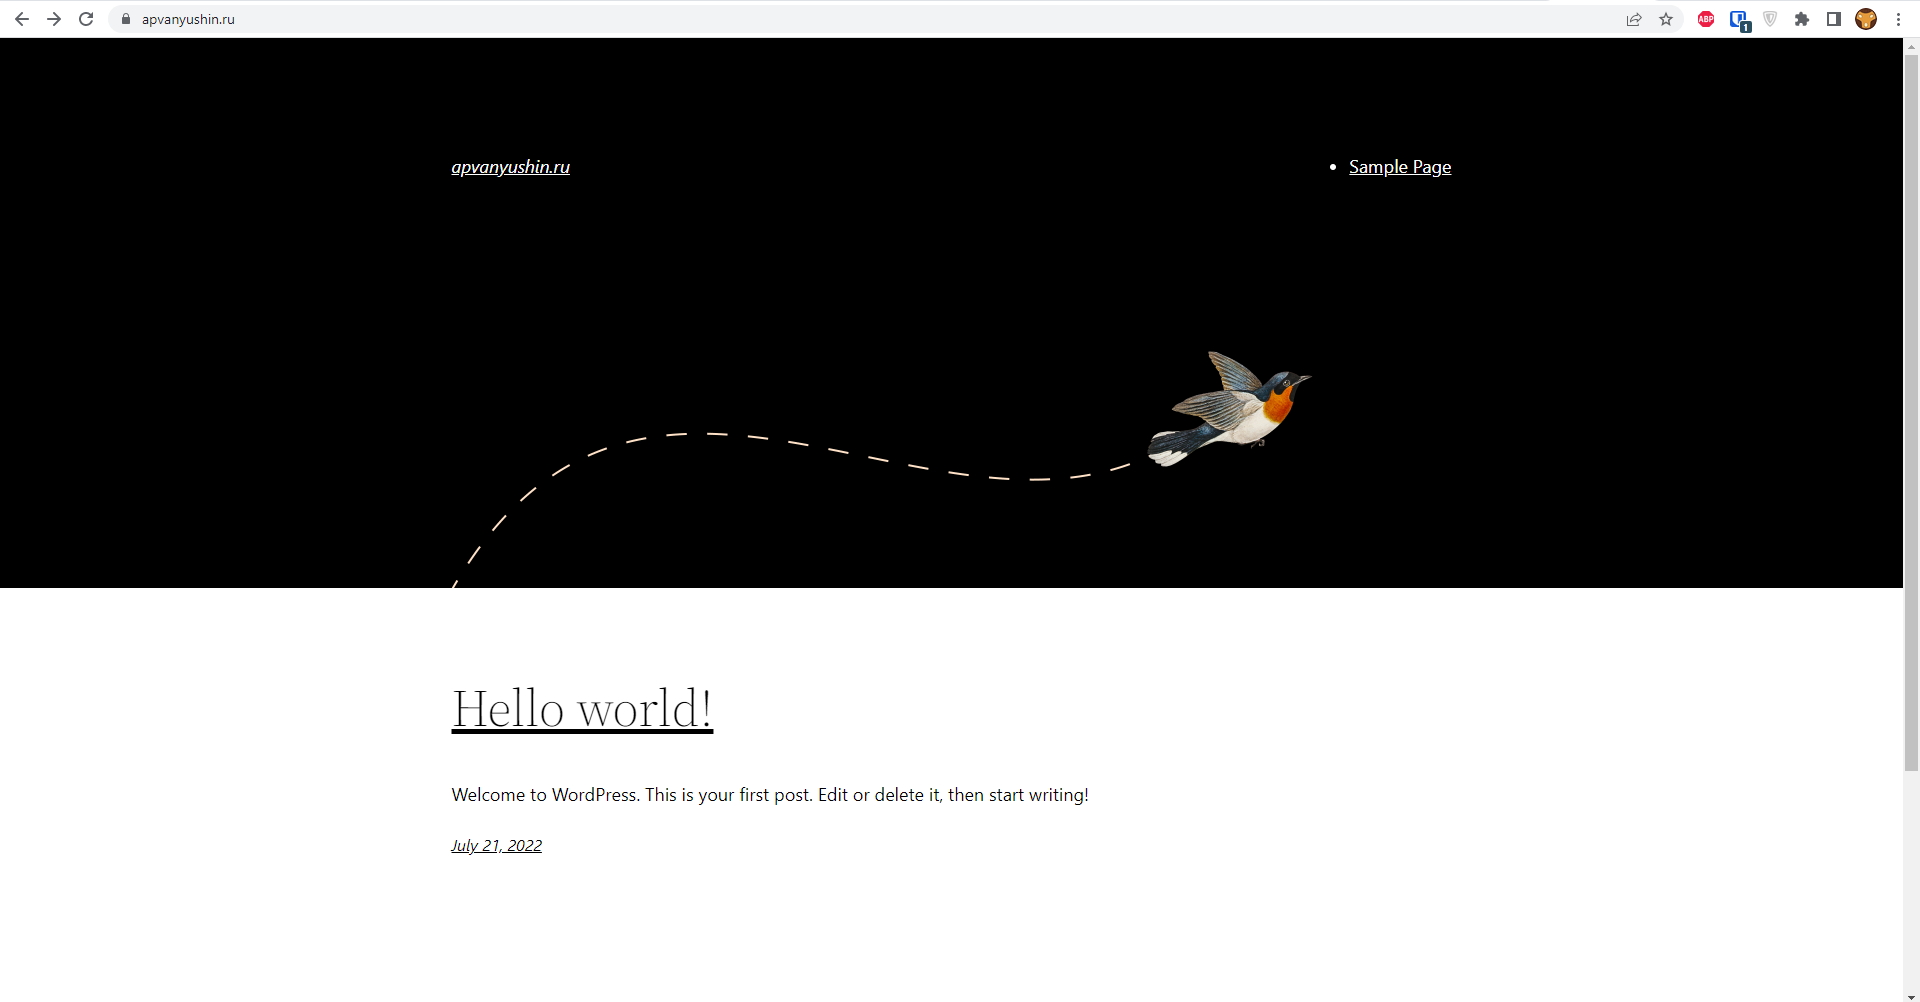 apvanyushin.ru
ABP
1
apvanyushin.ru
Sample Page
Hello world!
Welcome to WordPress. This is your first post. Edit or delete it, then start writing!
July 21, 2022